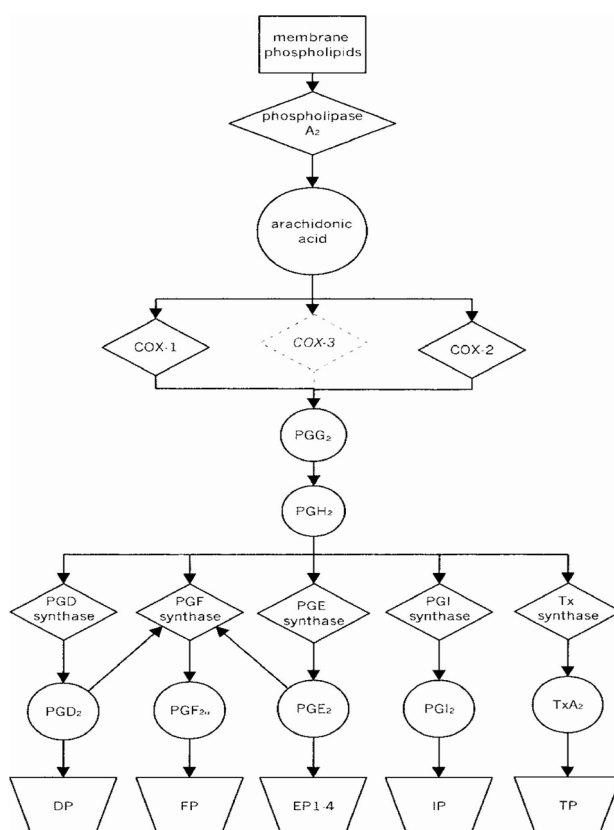 membrane
phospholipids
phospholipase
A₂
arachidonic
acid
COX-1
COX-3
COX-2
PGG₂
PGH₂
PGD
synthase
PGF
synthase
PGE
synthase
PGI
synthase
Tx
synthase
PGD₂
PGF₂α
PGE₂
PGI₂
TxA₂
DP
FP
EP1-4
IP
TP